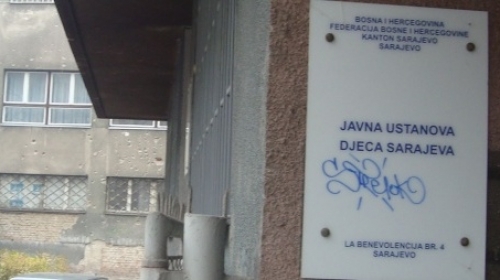 BOSNA I HERCEGOVINA
FEDERACIJA BOSNE I HERCEGOVINE
KANTON SARAJEVO
SARAJEVO
JAVNA USTANOVA
DJECA SARAJEVA
LA BENEVOLENCIJA BR. 4
SARAJEVO